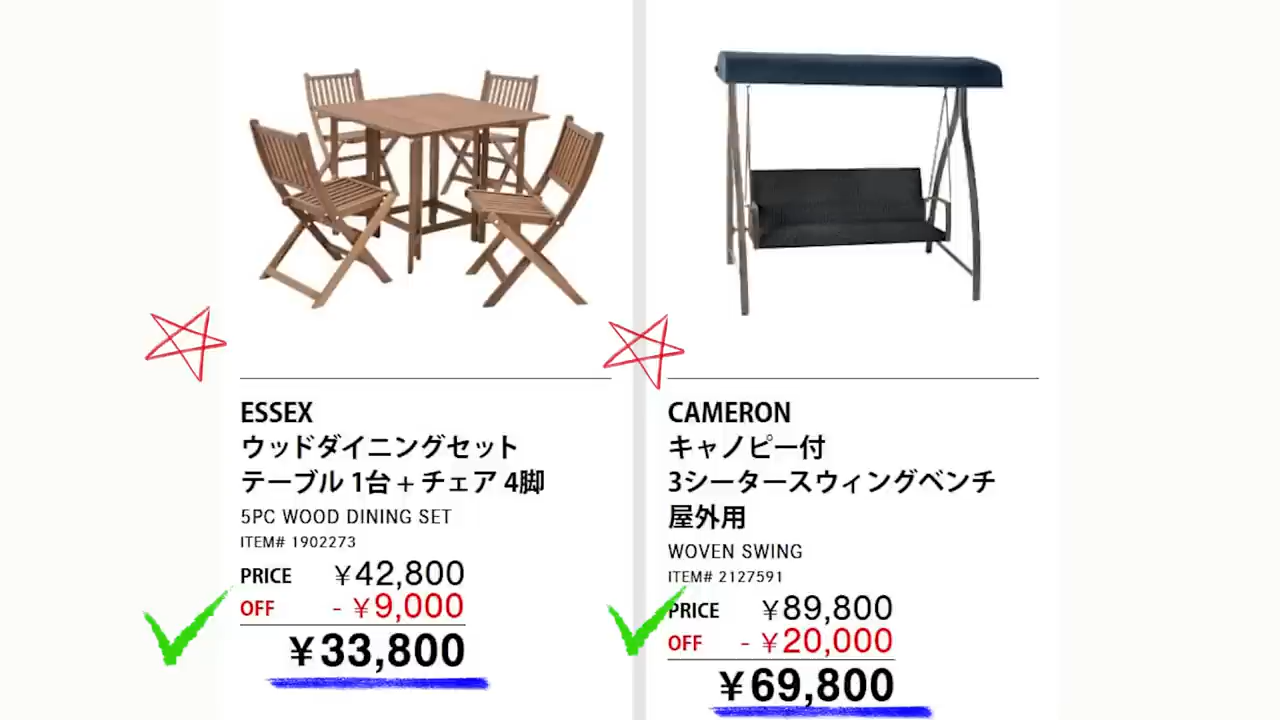 ESSEX
ウッドダイニングセット
テーブル 1台 + チェア 4脚
5PC WOOD DINING SET
ITEM# 1902273
PRICE ¥42,800
OFF - ¥9,000
¥33,800
CAMERON
キャノピー付
3シータースウィングベンチ
屋外用
WOVEN SWING
ITEM# 2127591
PRICE ¥89,800
OFF - ¥20,000
¥69,800